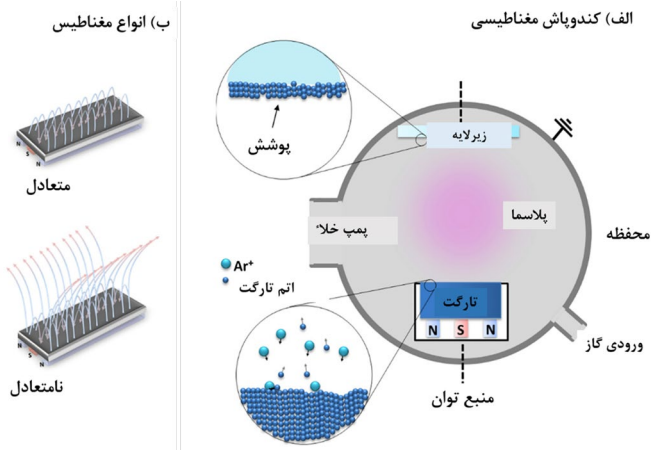 الف) کندوپاش مغناطیسی
ب) انواع مغناطیس
زیرلایه
پوشش
پلاسما
پمپ خلاء
محفظه
Ar⁺
اتم تارگت
تارگت
N S N
ورودی گاز
منبع توان
N S N
متعادل
N S N
نامتعادل